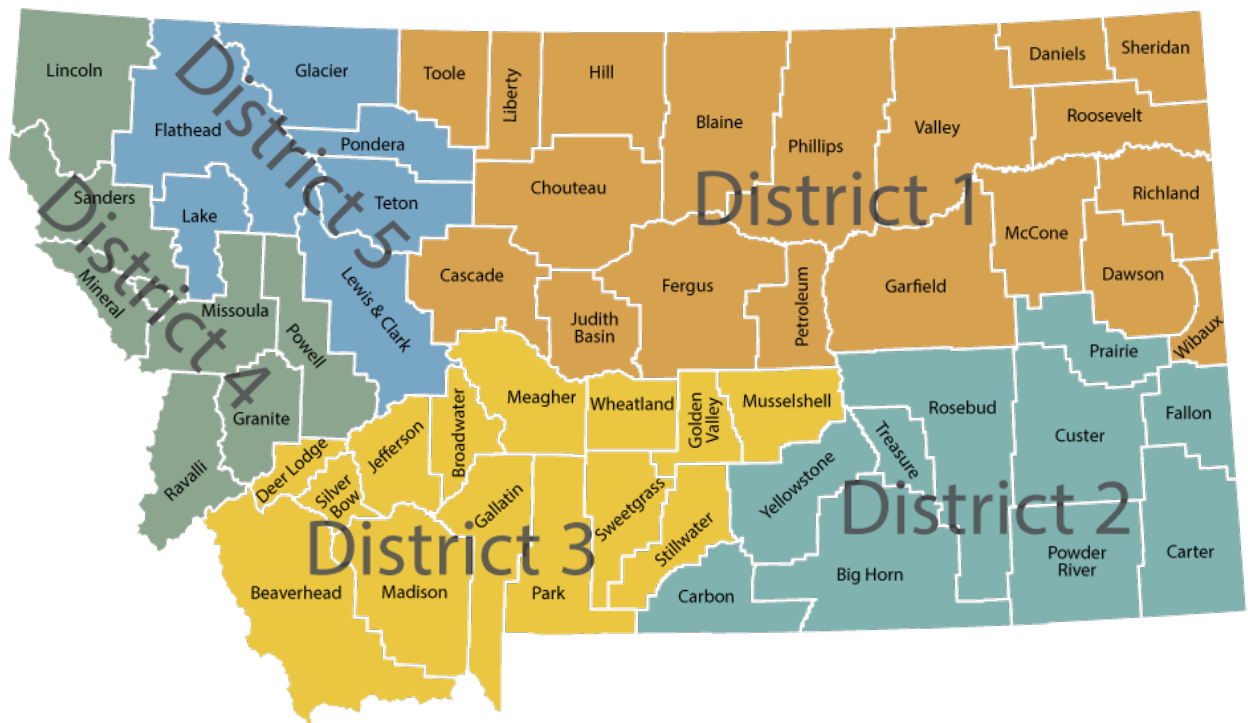 Lincoln
Flathead
Glacier
Toole
Liberty
Hill
Blaine
Phillips
Valley
Daniels
Sheridan
Roosevelt
Pondera
Chouteau
Teton
Sanders
Lake
District 5
District 1
Richland
McCone
Dawson
Wibaux
Garfield
Petroleum
Fergus
Judith
Basin
Cascade
Lewis & Clark
Missoula
Powell
Mineral
District 4
Granite
Ravalli
Deer Lodge
Silver
Bow
Jefferson
Broadwater
Meagher
Wheatland
Golden
Valley
Musselshell
Gallatin
Sweetgrass
Stillwater
District 3
Beaverhead
Madison
Park
Prairie
Rosebud
Treasure
Yellowstone
Custer
Fallon
District 2
Carbon
Big Horn
Powder
River
Carter